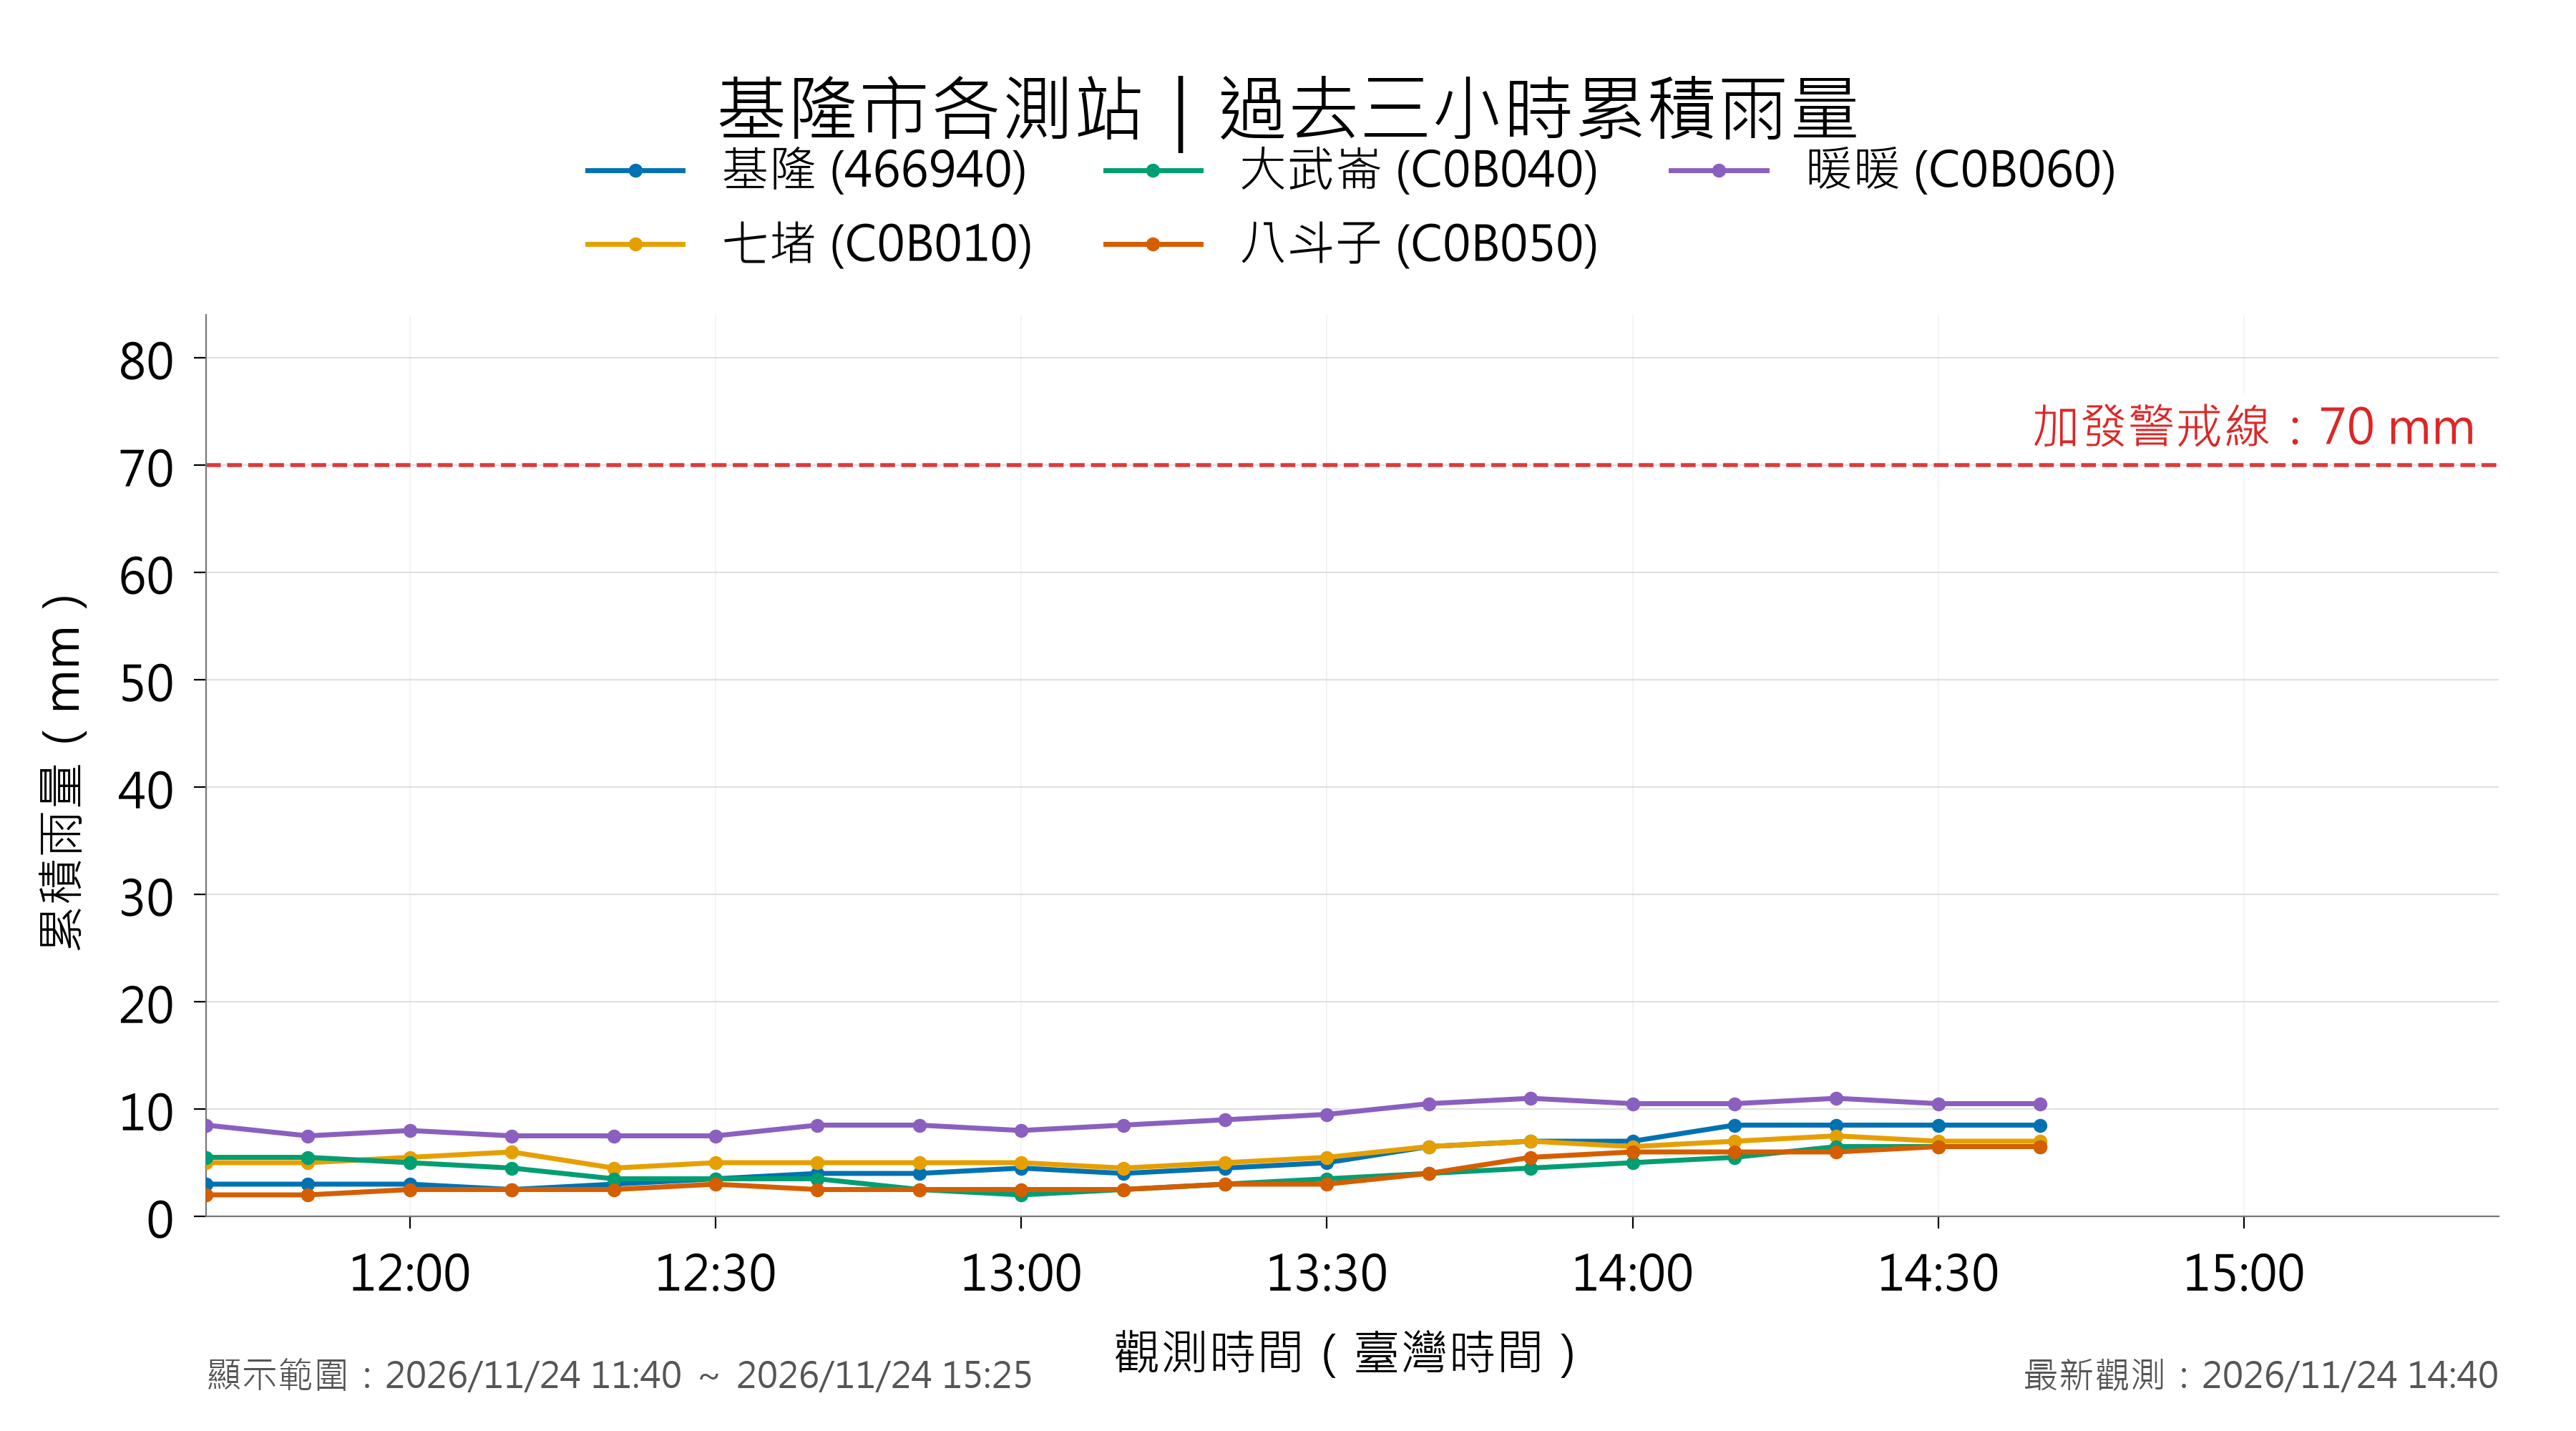 基隆市各測站｜過去三小時累積雨量
基隆 (466940)
大武崙 (C0B040)
暖暖 (C0B060)
七堵 (C0B010)
八斗子 (C0B050)
加發警戒線：70 mm
累積雨量（mm）
80
70
60
50
40
30
20
10
0
12:00
12:30
13:00
13:30
14:00
14:30
15:00
觀測時間（臺灣時間）
顯示範圍：2026/11/24 11:40 ~ 2026/11/24 15:25
最新觀測：2026/11/24 14:40